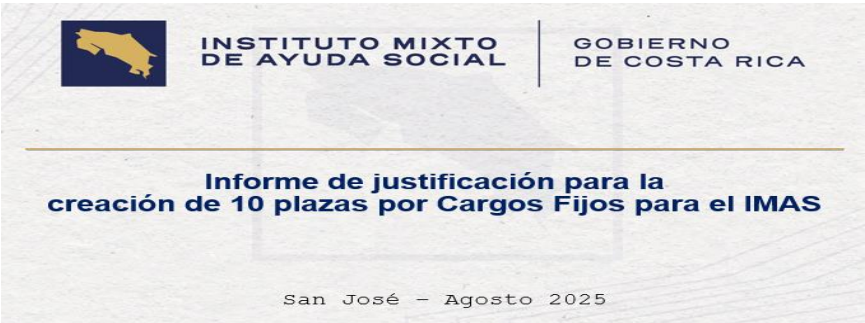 INSTITUTO MIXTO
DE AYUDA SOCIAL
GOBIERNO
DE COSTA RICA
Informe de justificación para la
creación de 10 plazas por Cargos Fijos para el IMAS
San José – Agosto 2025